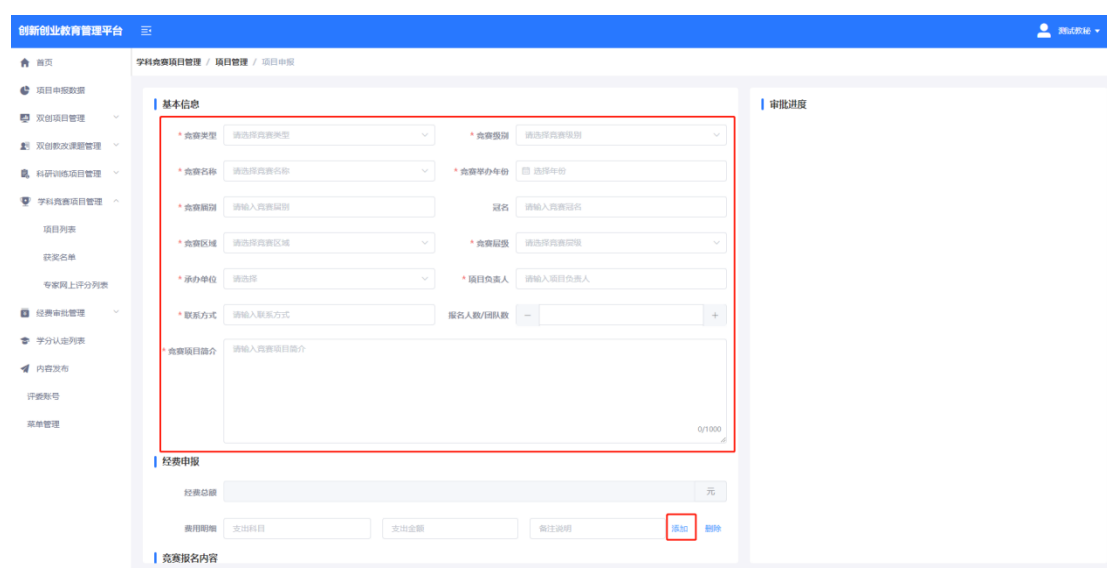 创新创业教育管理平台
测试教秘
首页
学科竞赛项目管理 / 项目管理 / 项目申报
项目申报数据
双创项目管理
双创教改课题管理
科研训练项目管理
学科竞赛项目管理
项目列表
获奖名单
专家网上评分列表
经费审批管理
学分认定列表
内容发布
评委账号
菜单管理
基本信息
* 竞赛类型 请选择竞赛类型 * 竞赛级别 请选择竞赛级别
* 竞赛名称 请选择竞赛名称 * 竞赛举办年份 选择年份
* 竞赛届别 请输入竞赛届别 冠名 请输入竞赛冠名
* 竞赛区域 请选择竞赛区域 * 竞赛层级 请选择竞赛层级
* 承办单位 请选择 * 项目负责人 请输入项目负责人
* 联系方式 请输入联系方式 报名人数/团队数 − +
* 竞赛项目简介 请输入竞赛项目简介
0/1000
经费申报
经费总额 元
费用明细 支出科目 支出金额 备注说明 添加 删除
竞赛报名内容
审批进度